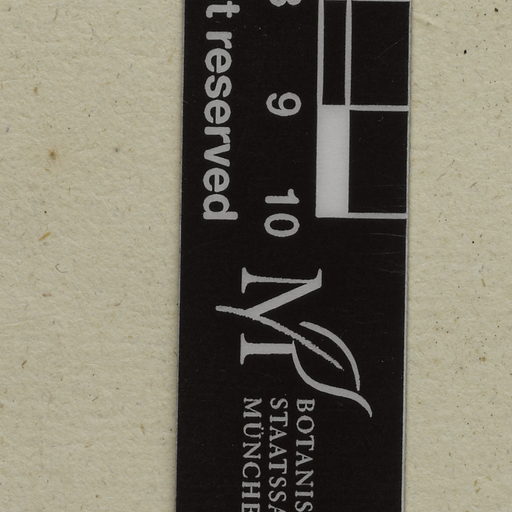 9 10
t reserved
M
BOTANIS
STAATSSA
MÜNCHE